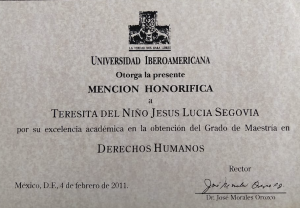 LA VERDAD NOS HARA LIBRES
UNIVERSIDAD IBEROAMERICANA
Otorga la presente
MENCION HONORIFICA
a
TERESITA DEL NIÑO JESUS LUCIA SEGOVIA
por su excelencia académica en la obtención del Grado de Maestría en
DERECHOS HUMANOS
Rector
México, D.F., 4 de febrero de 2011.
Dr. José Morales Orozco.